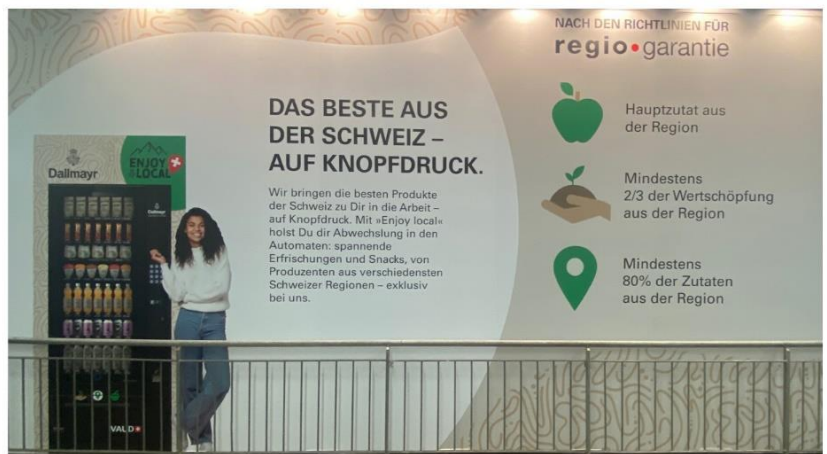 Dallmayr
ENJOY
LOCAL
Dallmayr
VALD
DAS BESTE AUS
DER SCHWEIZ –
AUF KNOPFDRUCK.
Wir bringen die besten Produkte
der Schweiz zu Dir in die Arbeit –
auf Knopfdruck. Mit »Enjoy local«
holst Du dir Abwechslung in den
Automaten: spannende
Erfrischungen und Snacks, von
Produzenten aus verschiedensten
Schweizer Regionen – exklusiv
bei uns.
NACH DEN RICHTLINIEN FÜR
regio•garantie
Hauptzutat aus
der Region
Mindestens
2/3 der Wertschöpfung
aus der Region
Mindestens
80% der Zutaten
aus der Region